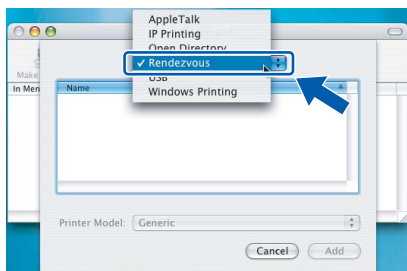 AppleTalk
IP Printing
Open Directory
✓ Rendezvous
USB
Windows Printing
Make
In Men
Name
Printer Model: Generic
Cancel Add